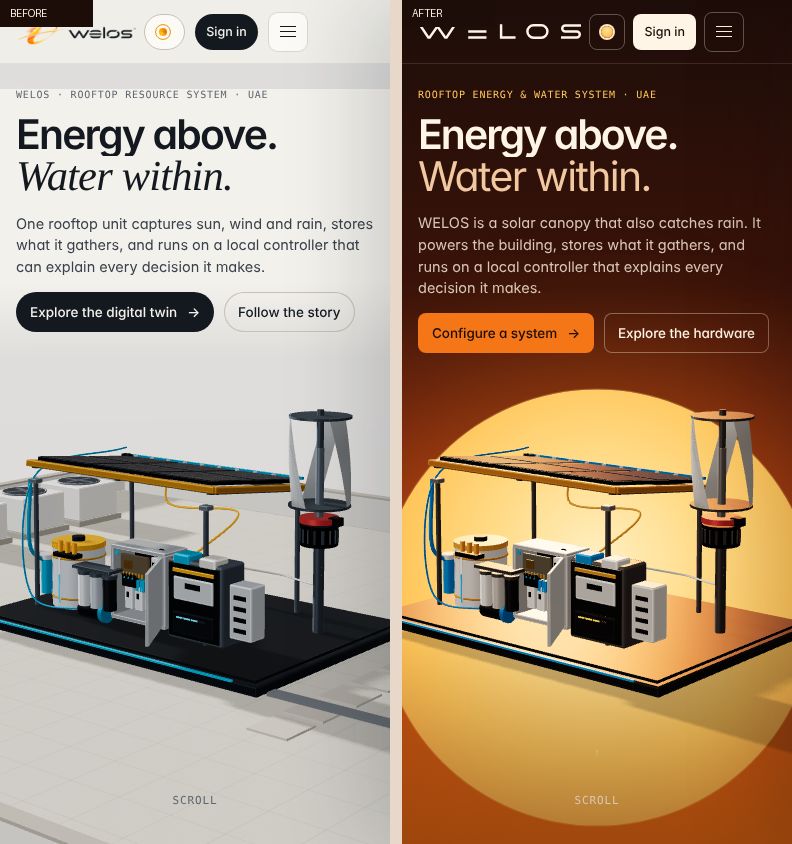 BEFORE
welos
Sign in
WELOS · ROOFTOP RESOURCE SYSTEM · UAE
Energy above.
Water within.
One rooftop unit captures sun, wind and rain, stores
what it gathers, and runs on a local controller that
can explain every decision it makes.
Explore the digital twin →
Follow the story
SCROLL
AFTER
WELOS
Sign in
ROOFTOP ENERGY & WATER SYSTEM · UAE
Energy above.
Water within.
WELOS is a solar canopy that also catches rain. It
powers the building, stores what it gathers, and
runs on a local controller that explains every
decision it makes.
Configure a system →
Explore the hardware
SCROLL